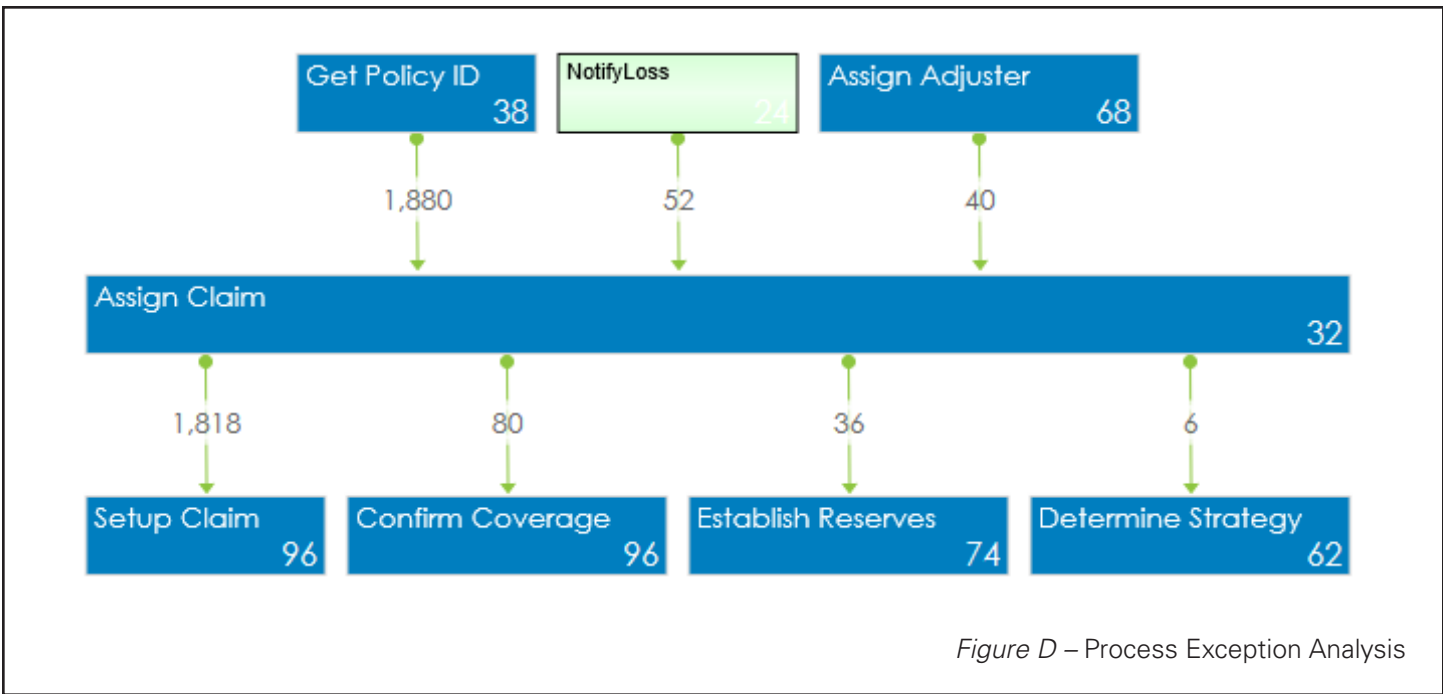 Get Policy ID
38
NotifyLoss
24
Assign Adjuster
68
1,880
52
40
Assign Claim
32
1,818
80
36
6
Setup Claim
96
Confirm Coverage
96
Establish Reserves
74
Determine Strategy
62
Figure D – Process Exception Analysis